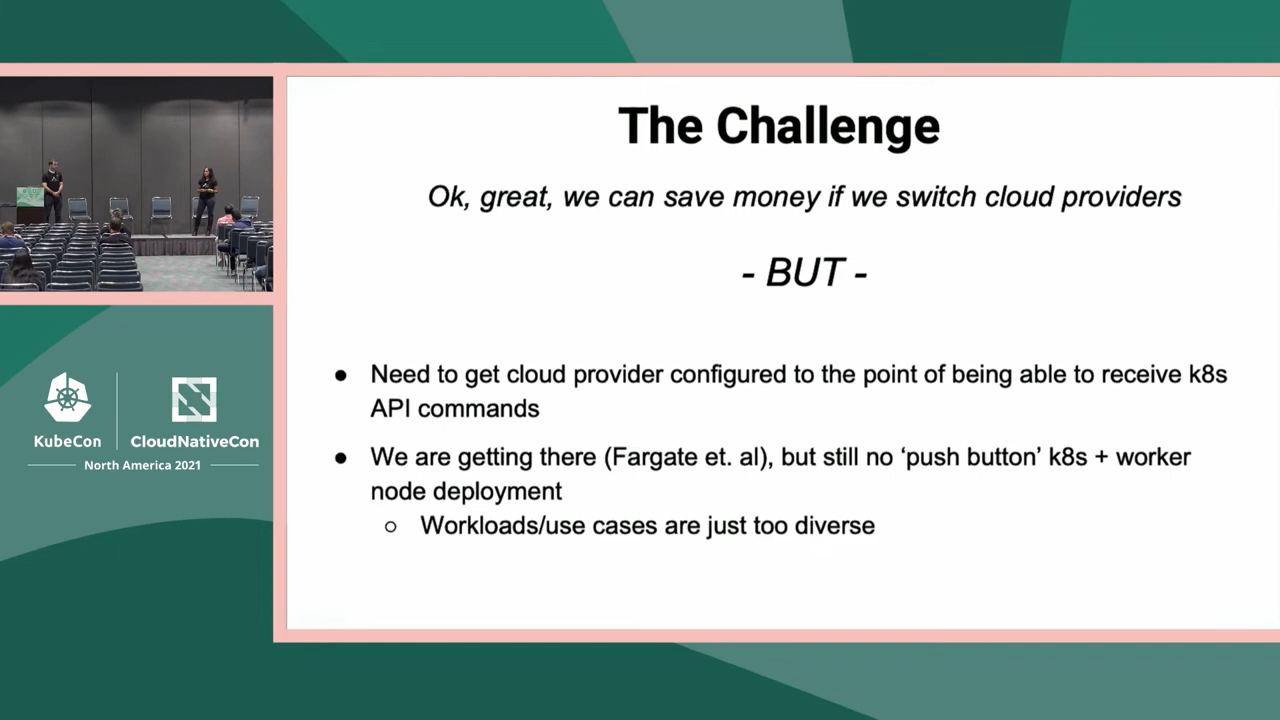 The Challenge
Ok, great, we can save money if we switch cloud providers
- BUT -
● Need to get cloud provider configured to the point of being able to receive k8s
API commands
● We are getting there (Fargate et. al), but still no ‘push button’ k8s + worker
node deployment
○ Workloads/use cases are just too diverse
KubeCon
CloudNativeCon
North America 2021